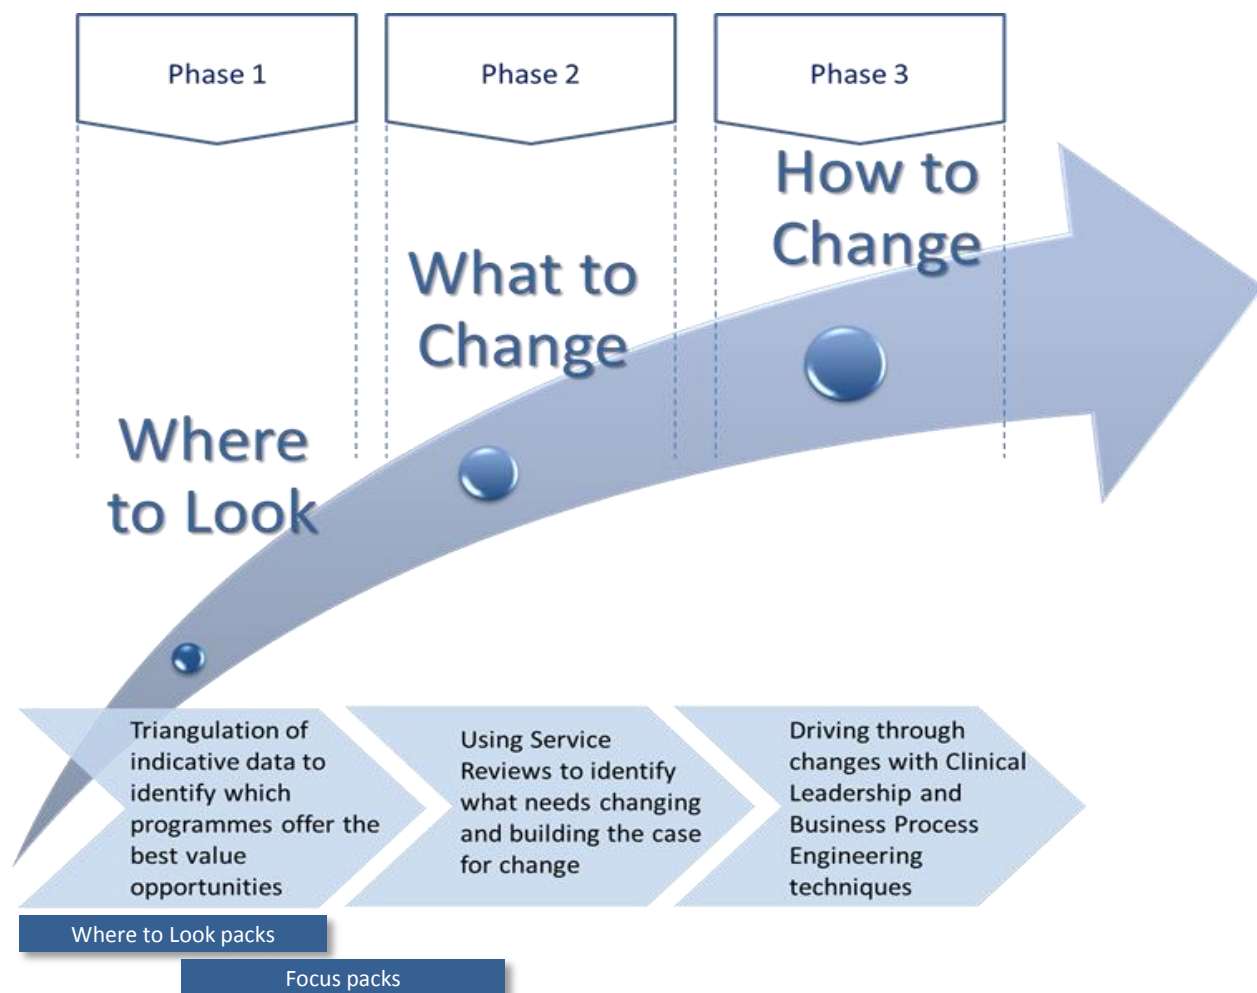 Phase 1
Phase 2
Phase 3
How to
Change
What to
Change
Where
to Look
Triangulation of
indicative data to
identify which
programmes offer the
best value
opportunities
Using Service
Reviews to identify
what needs changing
and building the case
for change
Driving through
changes with Clinical
Leadership and
Business Process
Engineering
techniques
Where to Look packs
Focus packs